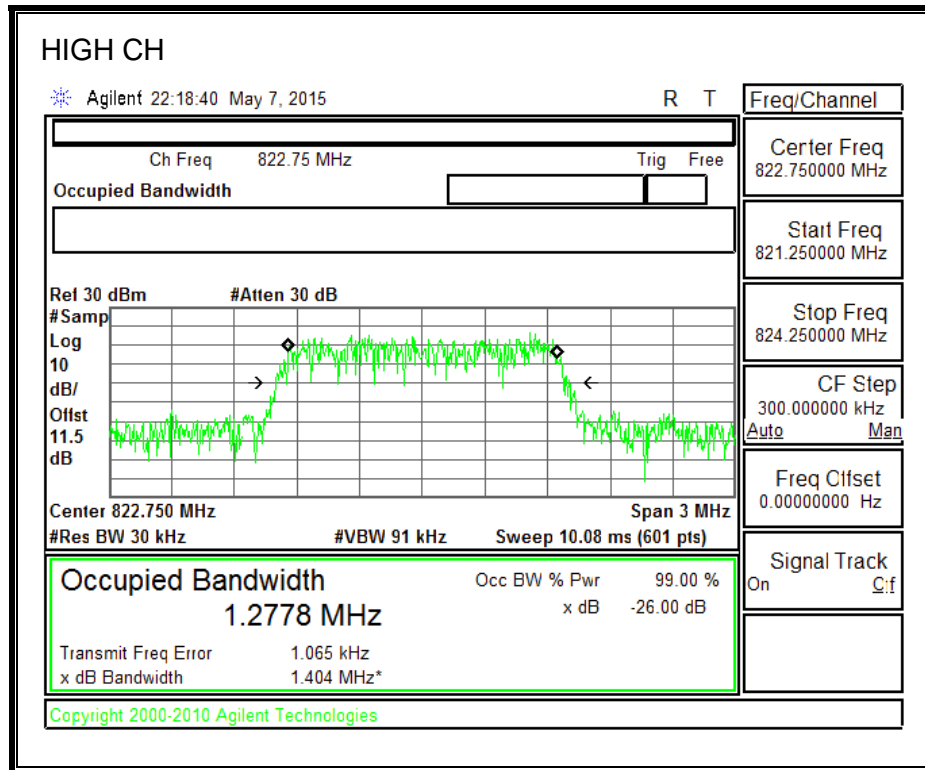 HIGH CH
Agilent 22:18:40 May 7, 2015 R T
Ch Freq 822.75 MHz Trig Free
Occupied Bandwidth
Ref 30 dBm #Atten 30 dB
#Samp
Log
10
dB/
Offst
11.5
dB
Center 822.750 MHz Span 3 MHz
#Res BW 30 kHz #VBW 91 kHz Sweep 10.08 ms (601 pts)
Occupied Bandwidth Occ BW % Pwr 99.00 %
1.2778 MHz x dB -26.00 dB
Transmit Freq Error 1.065 kHz
x dB Bandwidth 1.404 MHz*
Copyright 2000-2010 Agilent Technologies
Freq/Channel
Center Freq
822.750000 MHz
Start Freq
821.250000 MHz
Stop Freq
824.250000 MHz
CF Step
300.000000 kHz
Auto Man
Freq Offset
0.00000000 Hz
Signal Track
On Off